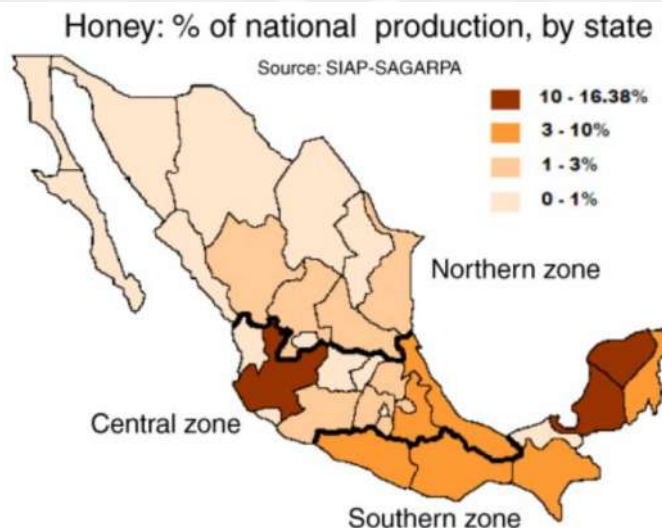 Honey: % of national production, by state
Source: SIAP-SAGARPA
10 - 16.38%
3 - 10%
1 - 3%
0 - 1%
Northern zone
Central zone
Southern zone